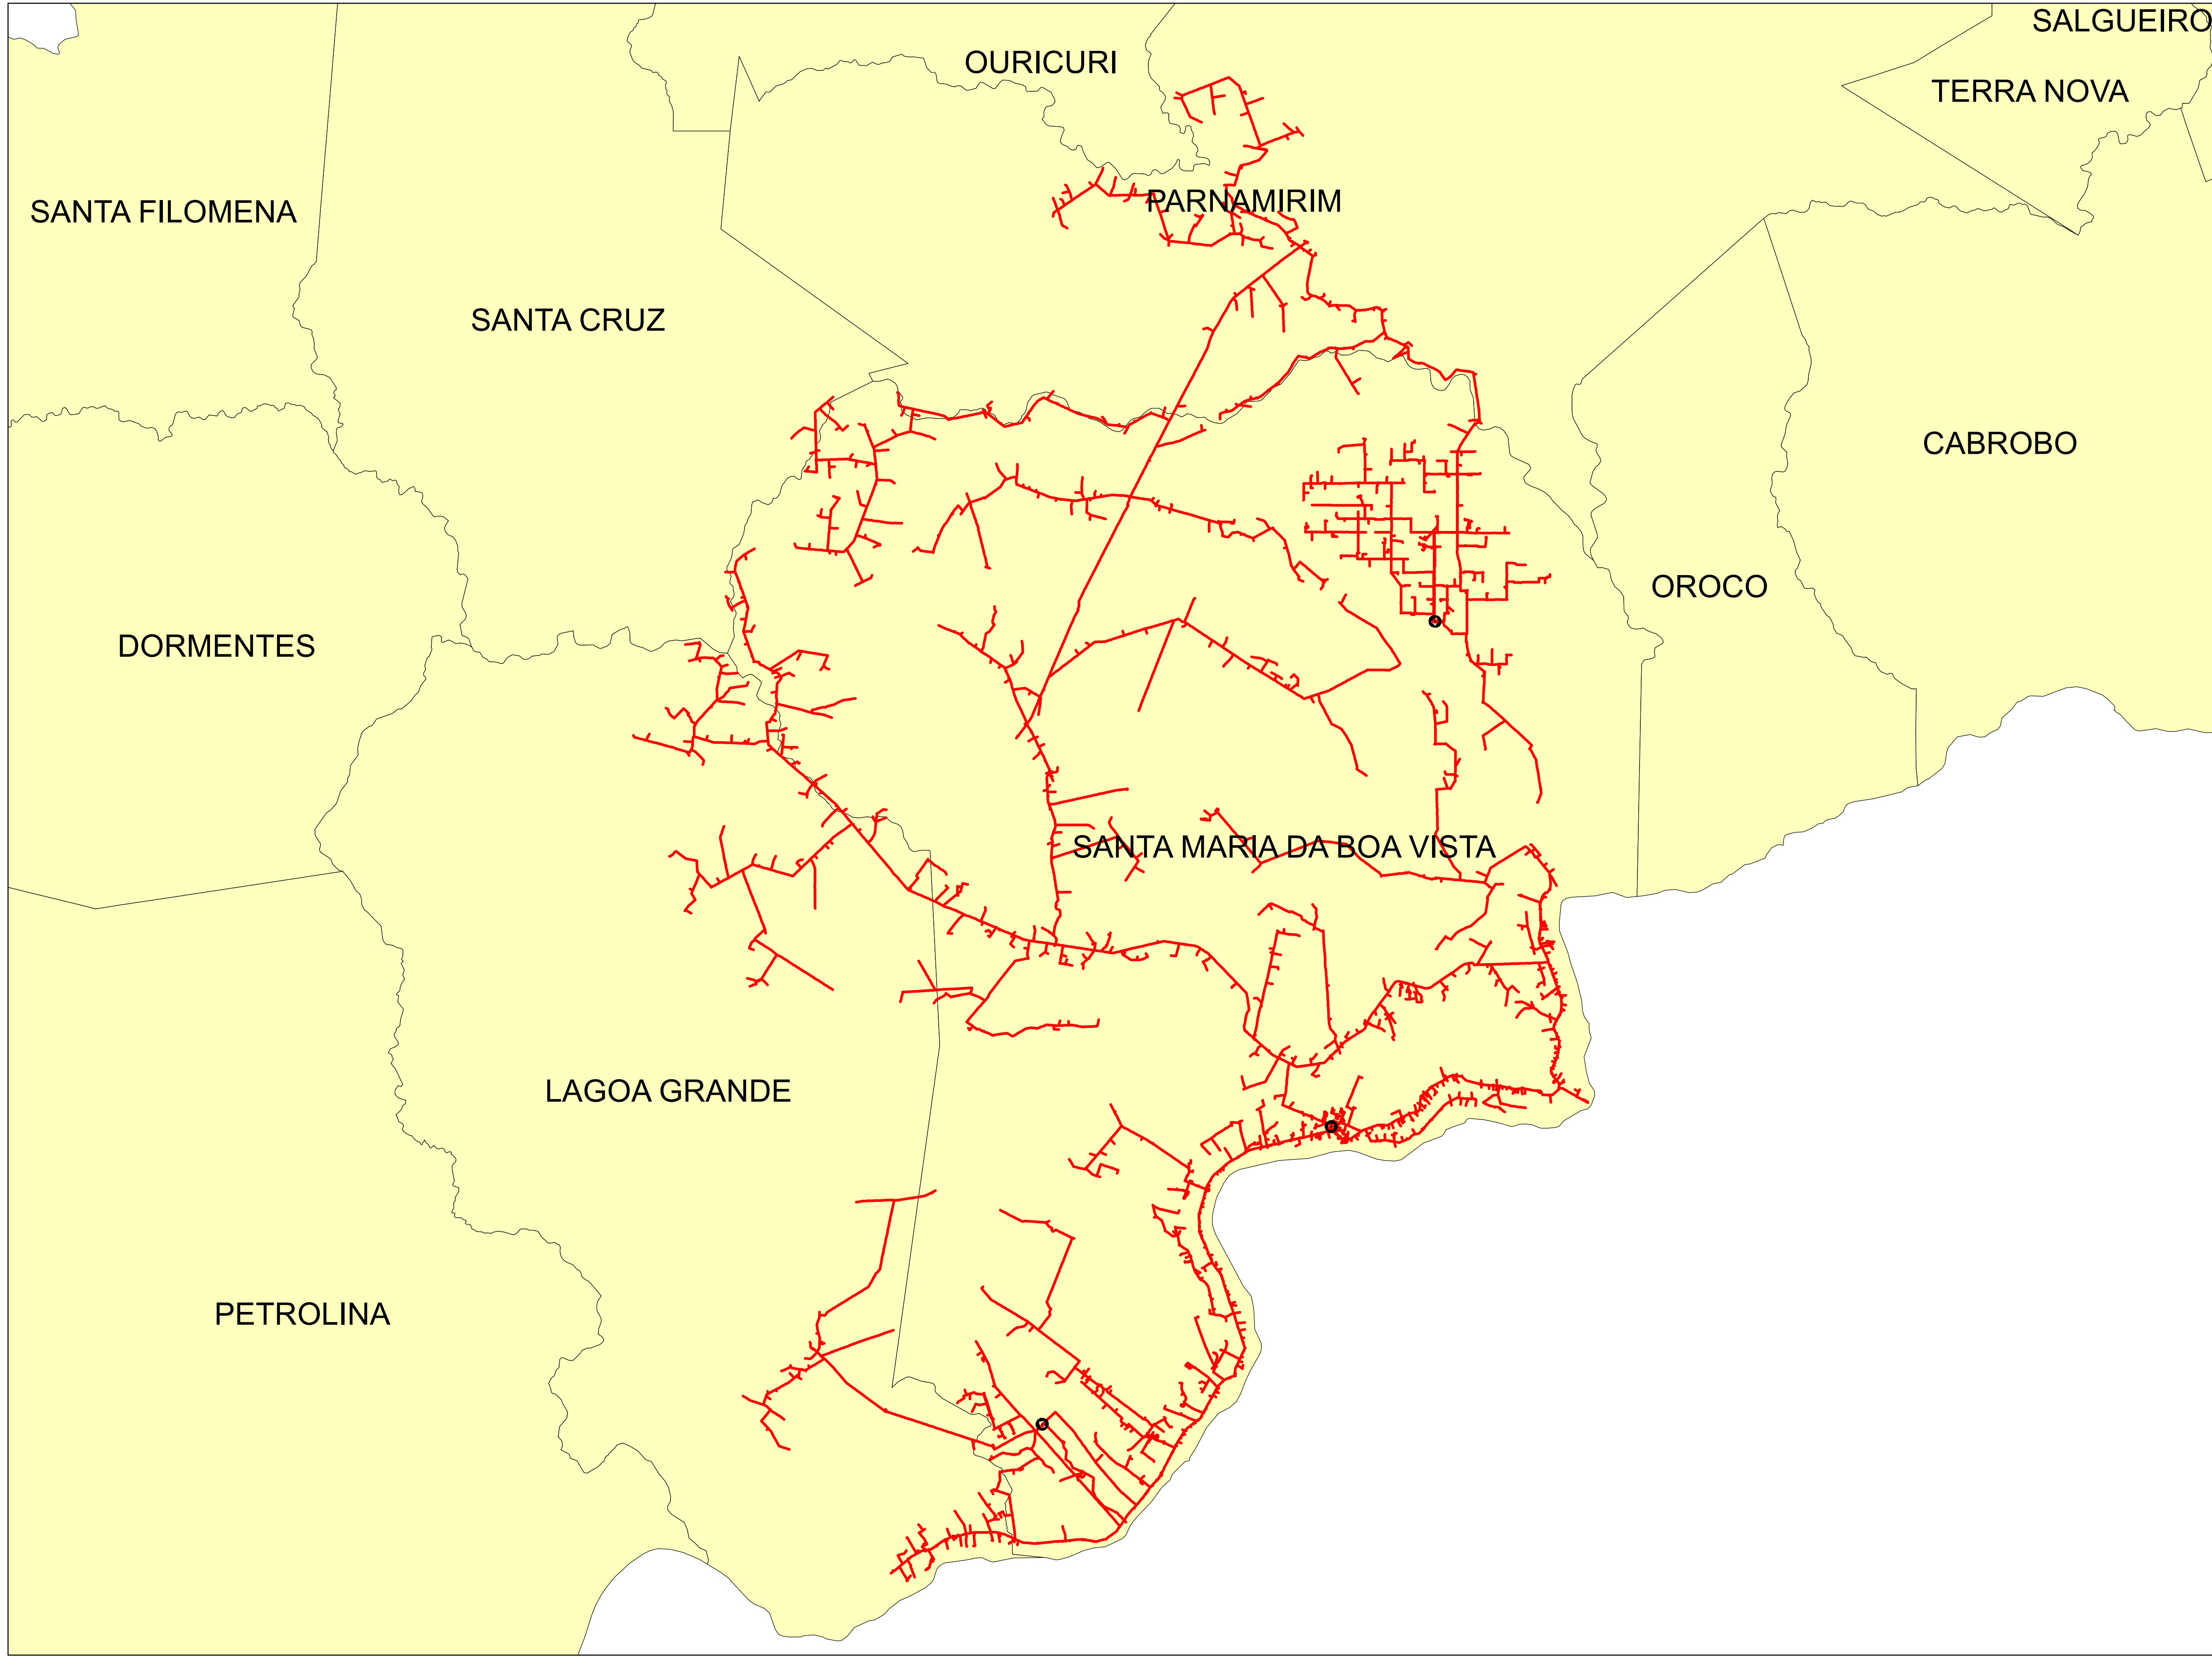 SALGUEIRO
OURICURI
TERRA NOVA
PARNAMIRIM
SANTA FILOMENA
SANTA CRUZ
CABROBO
OROCO
DORMENTES
SANTA MARIA DA BOA VISTA
LAGOA GRANDE
PETROLINA